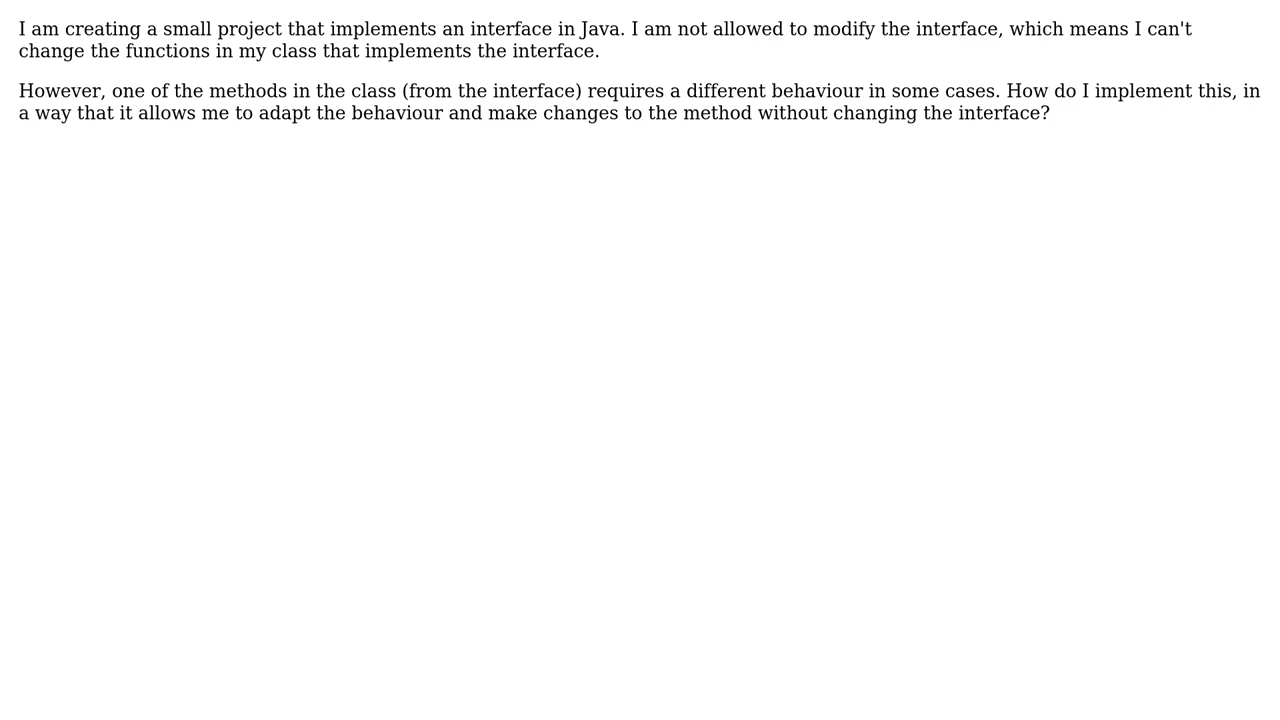 I am creating a small project that implements an interface in Java. I am not allowed to modify the interface, which means I can't
change the functions in my class that implements the interface.
However, one of the methods in the class (from the interface) requires a different behaviour in some cases. How do I implement this, in
a way that it allows me to adapt the behaviour and make changes to the method without changing the interface?